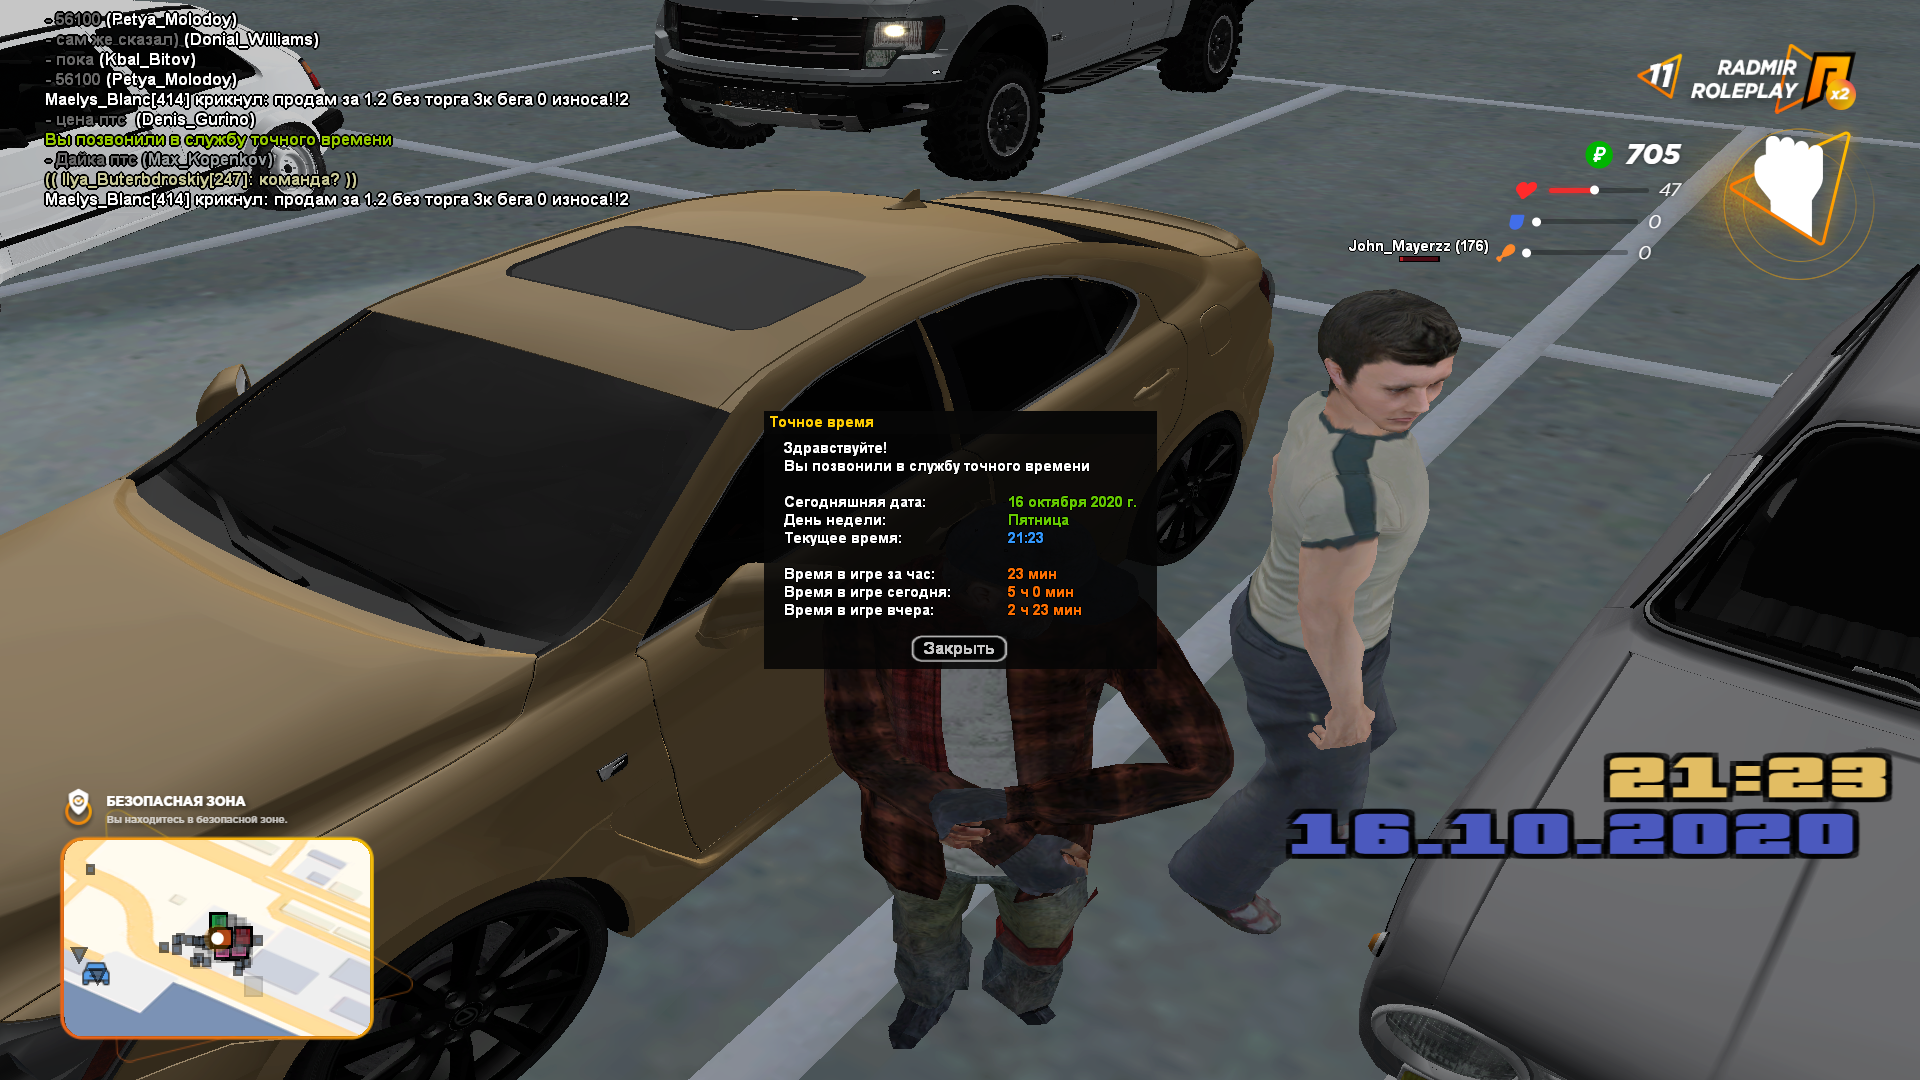 - 56100 (Petya_Molodoy)
- сам же сказал) (Donial_Williams)
- пока (Kbal_Bitov)
- 56100 (Petya_Molodoy)
Maelys_Blanc[414] крикнул: продам за 1.2 без торга 3к бега 0 износа!!2
- цена птс (Denis_Gurino)
Вы позвонили в службу точного времени
- Дайка птс (Max_Kopenkov)
(( Ilya_Buterbdroskiy[247]: команда? ))
Maelys_Blanc[414] крикнул: продам за 1.2 без торга 3к бега 0 износа!!2
11 RADMIR ROLEPLAY x2
705
47
0
0
John_Mayerzz (176)
Точное время
Здравствуйте!
Вы позвонили в службу точного времени
Сегодняшняя дата: 16 октября 2020 г.
День недели: Пятница
Текущее время: 21:23
Время в игре за час: 23 мин
Время в игре сегодня: 5 ч 0 мин
Время в игре вчера: 2 ч 23 мин
Закрыть
21:23
16.10.2020
БЕЗОПАСНАЯ ЗОНА
Вы находитесь в безопасной зоне.